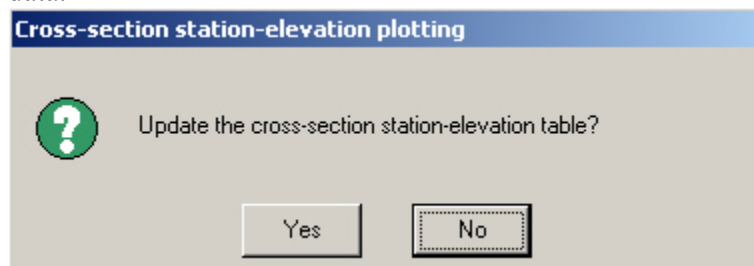 Cross-section station-elevation plotting
Update the cross-section station-elevation table?
Yes
No